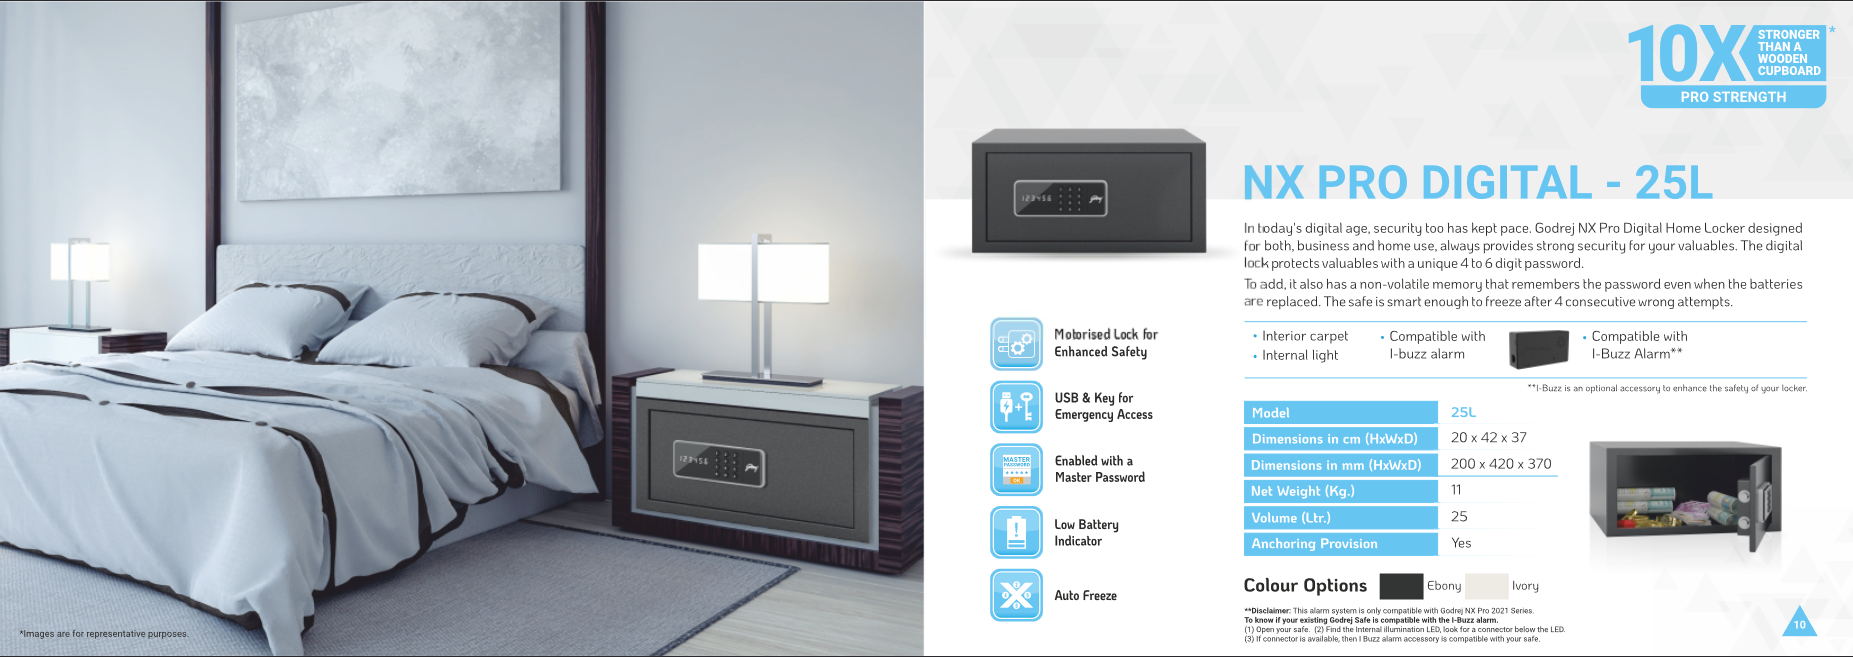 *Images are for representative purposes.
10X
STRONGER
THAN A
WOODEN
CUPBOARD
*
PRO STRENGTH
NX PRO DIGITAL - 25L
In today's digital age, security too has kept pace. Godrej NX Pro Digital Home Locker designed
for both, business and home use, always provides strong security for your valuables. The digital
lock protects valuables with a unique 4 to 6 digit password.
To add, it also has a non-volatile memory that remembers the password even when the batteries
are replaced. The safe is smart enough to freeze after 4 consecutive wrong attempts.
• Interior carpet
• Internal light
• Compatible with
I-buzz alarm
• Compatible with
I-Buzz Alarm**
**I-Buzz is an optional accessory to enhance the safety of your locker.
Motorised Lock for
Enhanced Safety
USB & Key for
Emergency Access
MASTER
PASSWORD
*****
OK
Enabled with a
Master Password
Low Battery
Indicator
Auto Freeze
Model 25L
Dimensions in cm (HxWxD) 20 x 42 x 37
Dimensions in mm (HxWxD) 200 x 420 x 370
Net Weight (Kg.) 11
Volume (Ltr.) 25
Anchoring Provision Yes
Colour Options Ebony Ivory
**Disclaimer: This alarm system is only compatible with Godrej NX Pro 2021 Series.
To know if your existing Godrej Safe is compatible with the I-Buzz alarm.
(1) Open your safe. (2) Find the Internal illumination LED, look for a connector below the LED.
(3) If connector is available, then I Buzz alarm accessory is compatible with your safe.
10
123456
123456